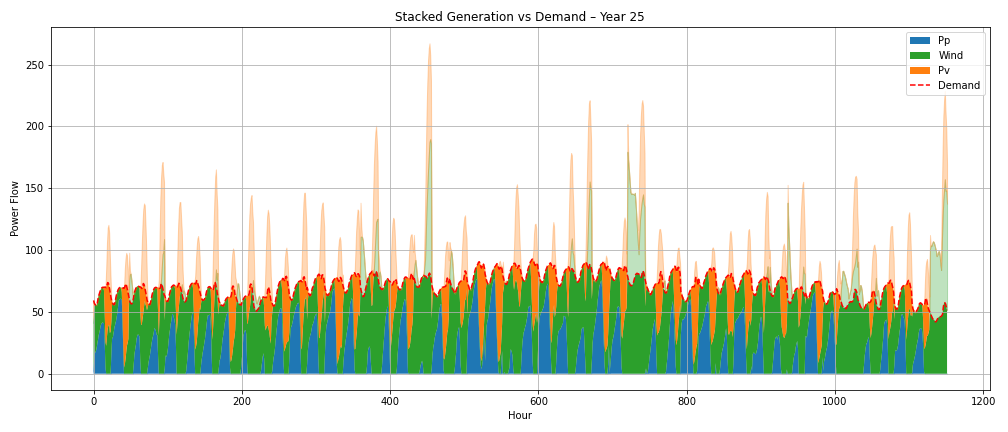 Stacked Generation vs Demand – Year 25
Power Flow
250
200
150
100
50
0
0 200 400 600 800 1000 1200
Hour
Pp
Wind
Pv
Demand